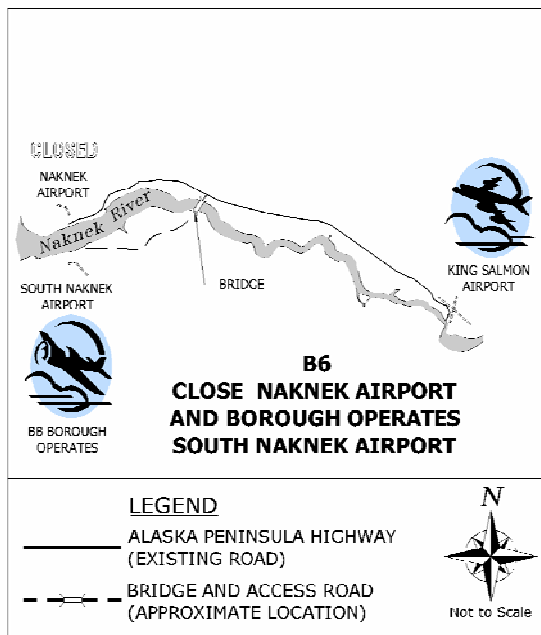 CLOSED
NAKNEK
AIRPORT
Naknek River
SOUTH NAKNEK
AIRPORT
BRIDGE
KING SALMON
AIRPORT
BB BOROUGH
OPERATES
B6
CLOSE NAKNEK AIRPORT
AND BOROUGH OPERATES
SOUTH NAKNEK AIRPORT
LEGEND
ALASKA PENINSULA HIGHWAY
(EXISTING ROAD)
BRIDGE AND ACCESS ROAD
(APPROXIMATE LOCATION)
N
Not to Scale